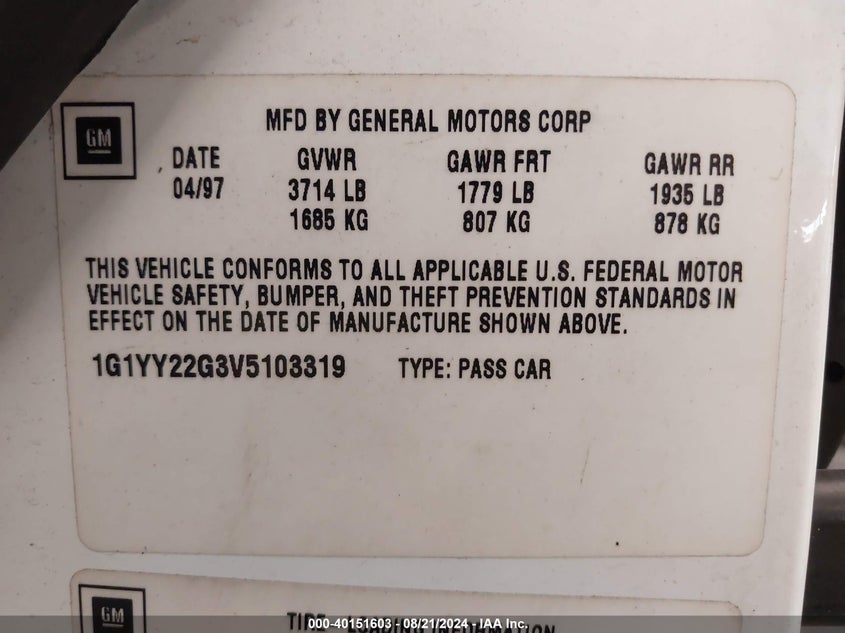 GM
MFD BY GENERAL MOTORS CORP
DATE GVWR GAWR FRT GAWR RR
04/97 3714 LB 1779 LB 1935 LB
1685 KG 807 KG 878 KG
THIS VEHICLE CONFORMS TO ALL APPLICABLE U.S. FEDERAL MOTOR
VEHICLE SAFETY, BUMPER, AND THEFT PREVENTION STANDARDS IN
EFFECT ON THE DATE OF MANUFACTURE SHOWN ABOVE.
1G1YY22G3V5103319 TYPE: PASS CAR
GM
TIRE LOADING INFORMATION
000-40151603 - 08/21/2024 - IAA, Inc.